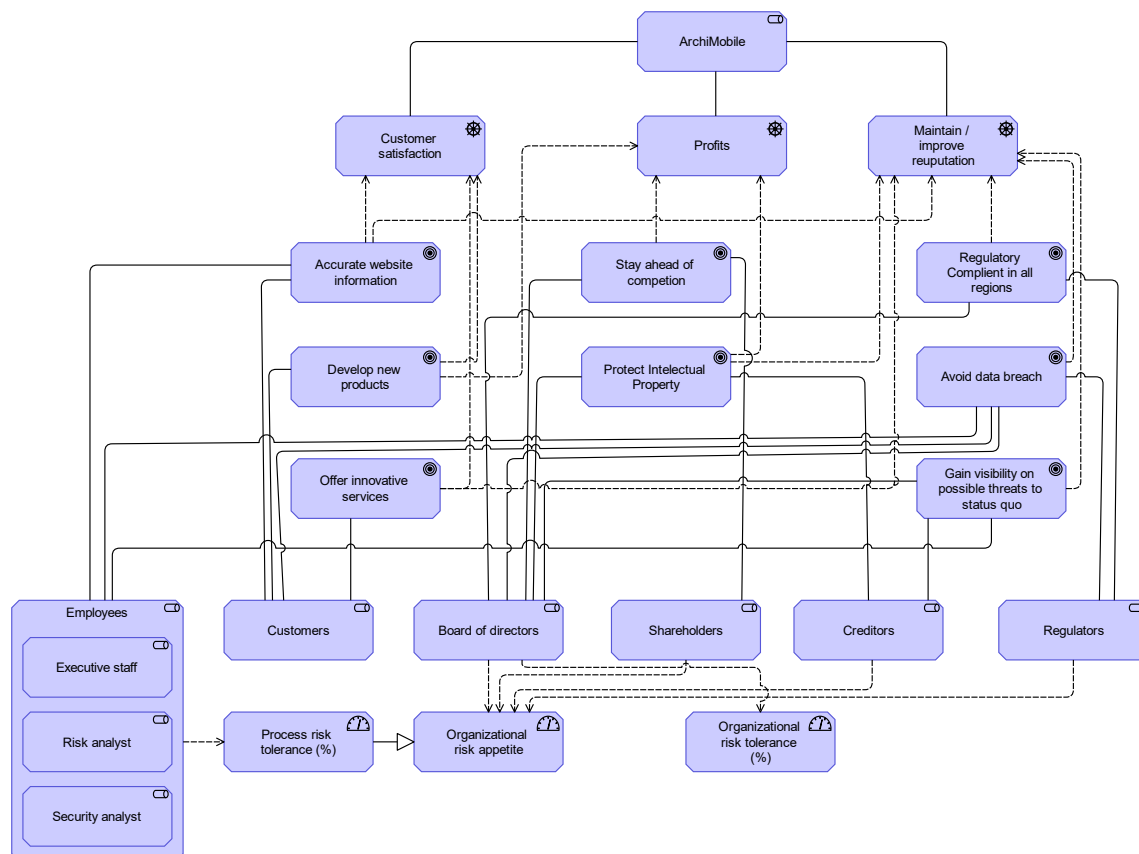 ArchiMobile
Customer
satisfaction
Profits
Maintain /
improve
reuputation
Accurate website
information
Stay ahead of
competion
Regulatory
Complient in all
regions
Develop new
products
Protect Intelectual
Property
Avoid data breach
Offer innovative
services
Gain visibility on
possible threats to
status quo
Employees
Executive staff
Risk analyst
Security analyst
Customers
Board of directors
Shareholders
Creditors
Regulators
Process risk
tolerance (%)
Organizational
risk appetite
Organizational
risk tolerance
(%)